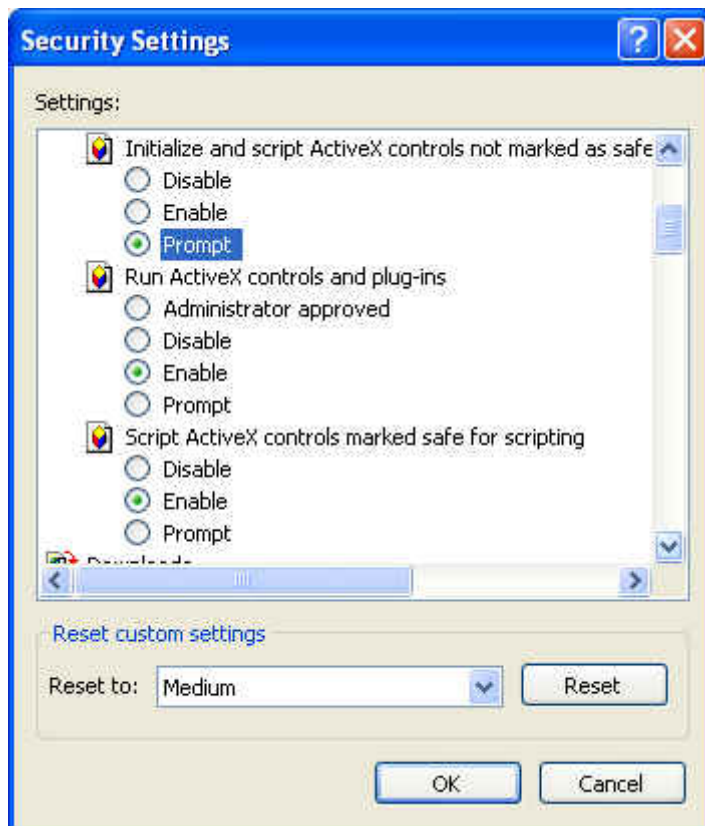 Security Settings
Settings:
Initialize and script ActiveX controls not marked as safe
Disable
Enable
Prompt
Run ActiveX controls and plug-ins
Administrator approved
Disable
Enable
Prompt
Script ActiveX controls marked safe for scripting
Disable
Enable
Prompt
Downloads
Reset custom settings
Reset to: Medium Reset
OK Cancel